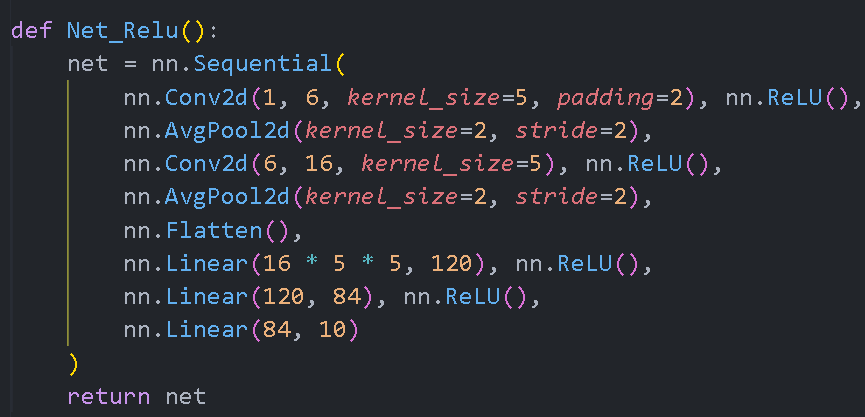 def Net_Relu():
    net = nn.Sequential(
        nn.Conv2d(1, 6, kernel_size=5, padding=2), nn.ReLU(),
        nn.AvgPool2d(kernel_size=2, stride=2),
        nn.Conv2d(6, 16, kernel_size=5), nn.ReLU(),
        nn.AvgPool2d(kernel_size=2, stride=2),
        nn.Flatten(),
        nn.Linear(16 * 5 * 5, 120), nn.ReLU(),
        nn.Linear(120, 84), nn.ReLU(),
        nn.Linear(84, 10)
    )
    return net